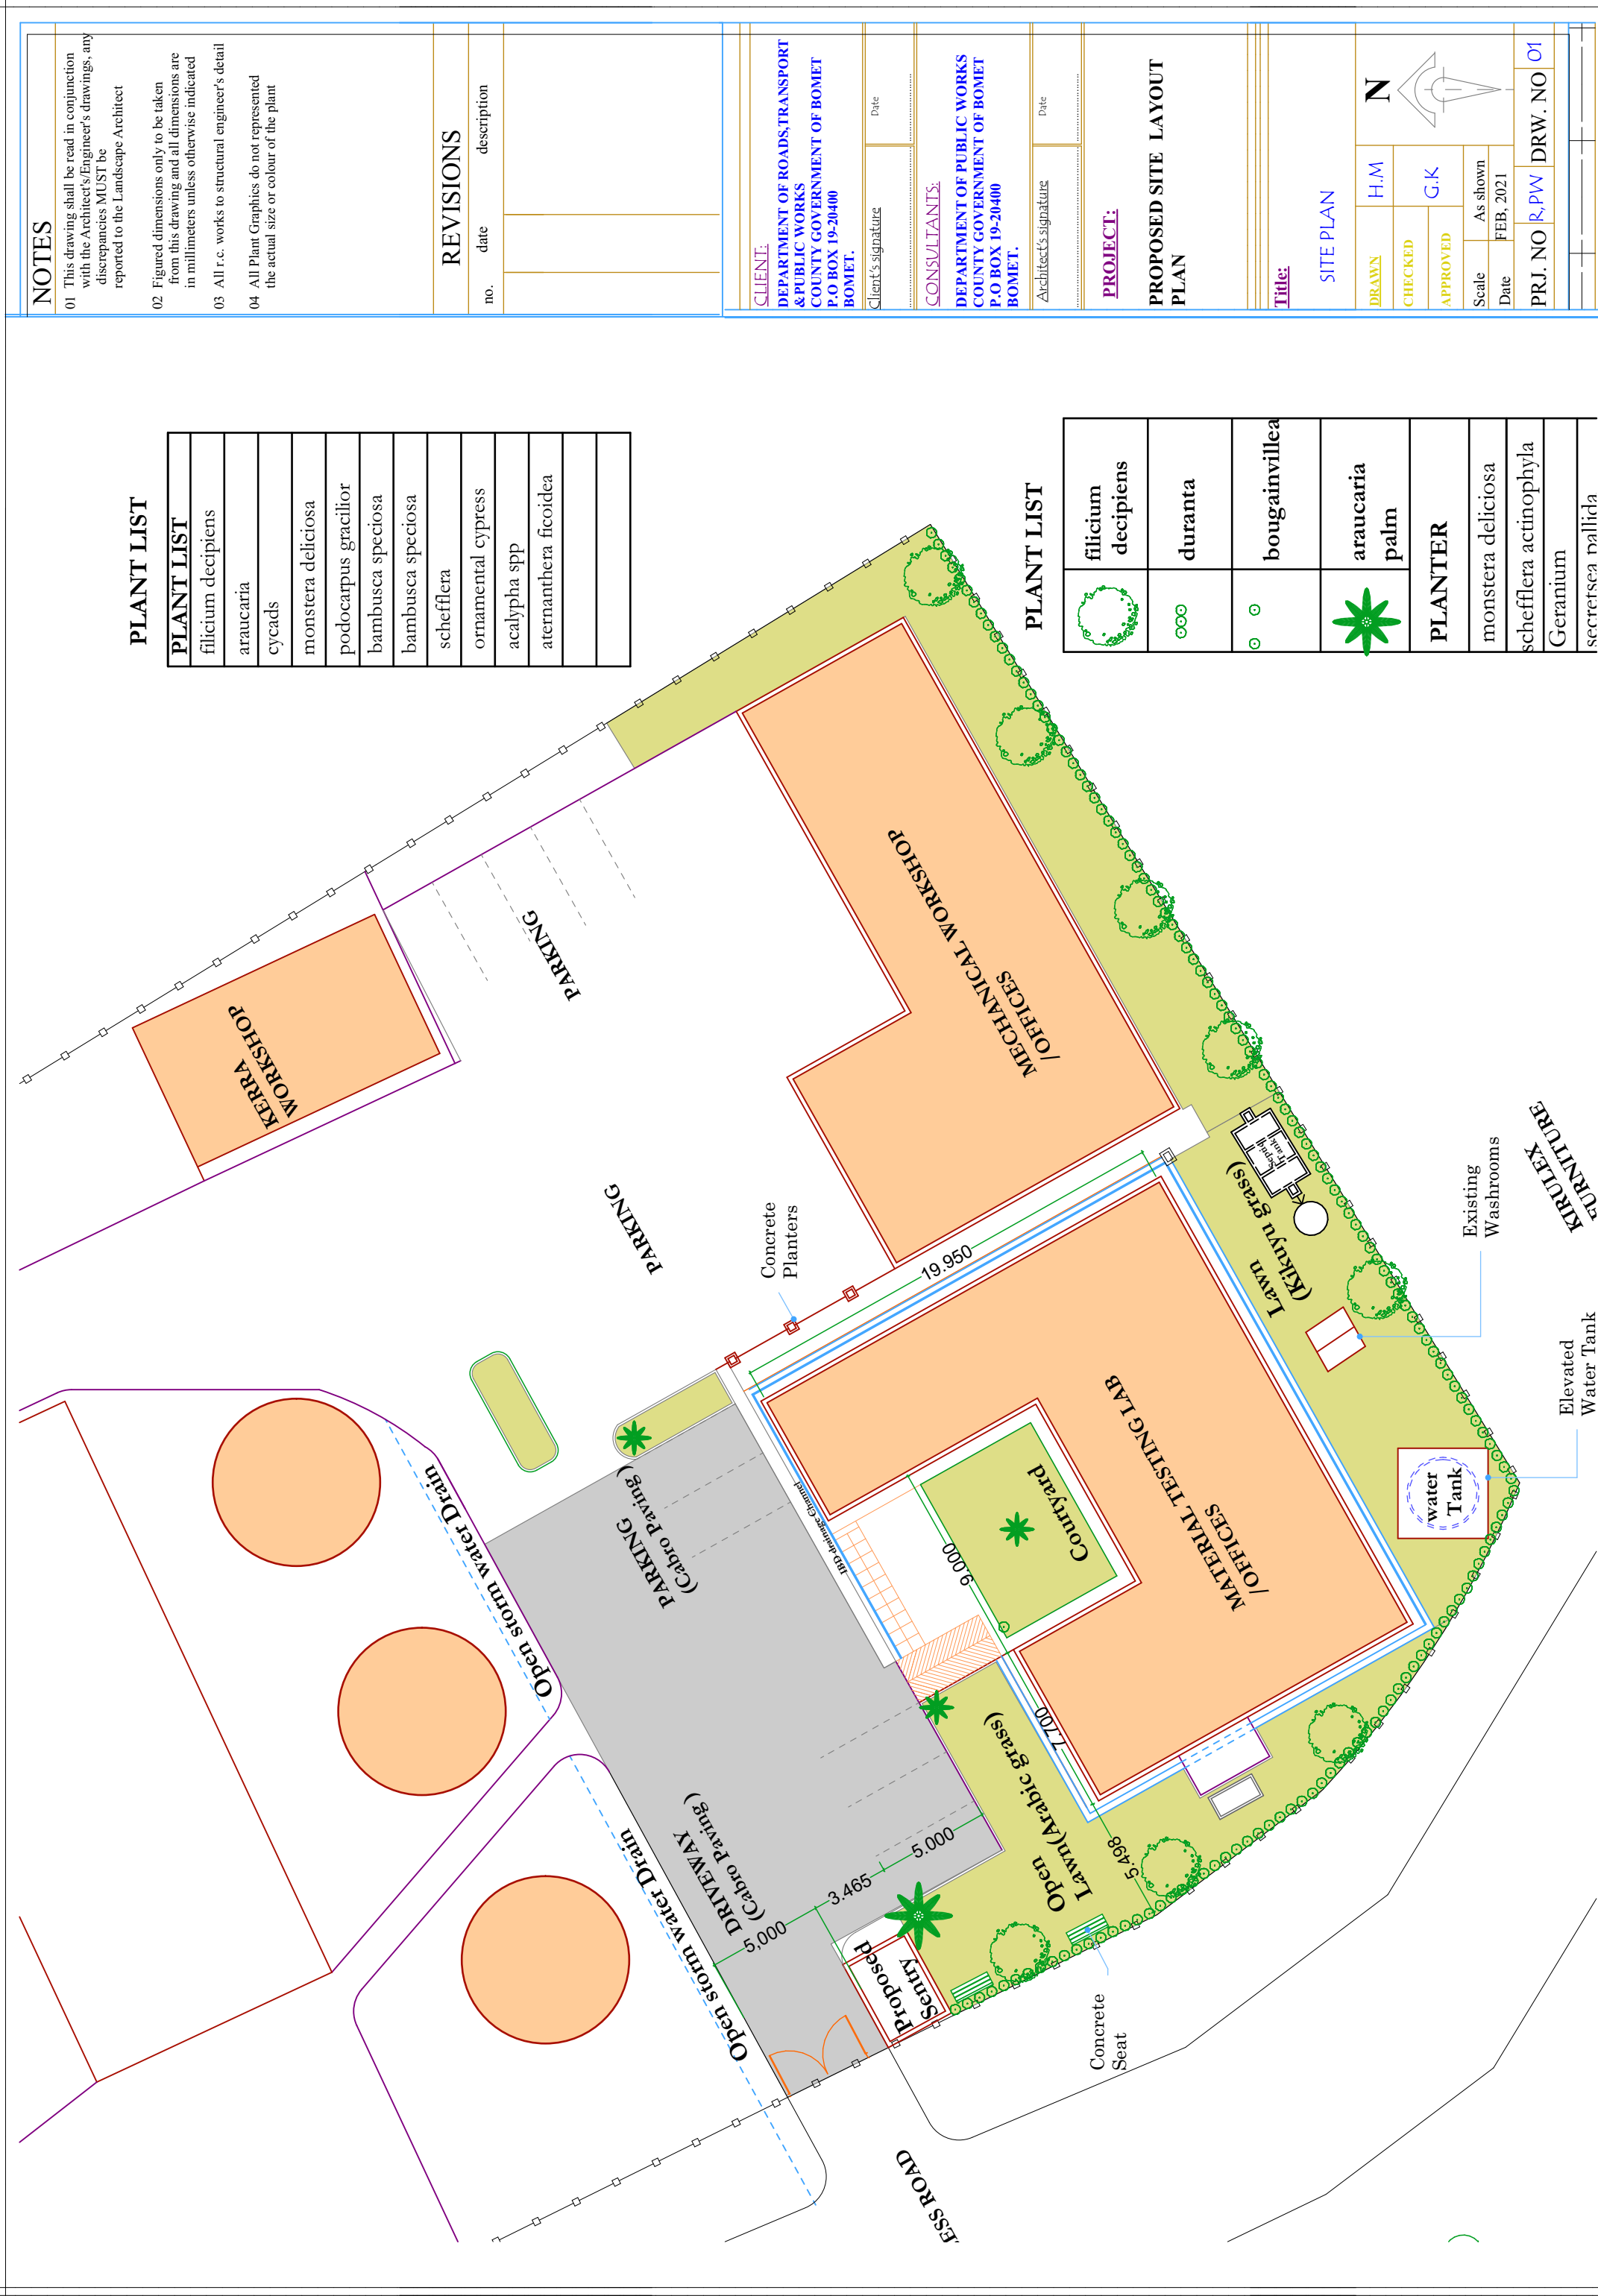 NOTES
01 This drawing shall be read in conjunction
with the Architect's/Engineer's drawings, any
discrepancies MUST be
reported to the Landscape Architect
02 Figured dimensions only to be taken
from this drawing and all dimensions are
in millimeters unless otherwise indicated
03 All r.c. works to structural engineer's detail
04 All Plant Graphics do not represented
the actual size or colour of the plant
REVISIONS
no. date description
CLIENT:
DEPARTMENT OF ROADS,TRANSPORT
&PUBLIC WORKS
COUNTY GOVERNMENT OF BOMET
P.O BOX 19-20400
BOMET.
Client's signature Date
CONSULTANTS:
DEPARTMENT OF PUBLIC WORKS
COUNTY GOVERNMENT OF BOMET
P.O BOX 19-20400
BOMET.
Architect's signature Date
PROJECT:
PROPOSED SITE LAYOUT
PLAN
Title:
SITE PLAN
DRAWN H.M
CHECKED
G.K
APPROVED
N
Scale As shown
Date FEB, 2021
PRJ. NO R,PW DRW. NO 01
PLANT LIST
PLANT LIST
filicium decipiens
araucaria
cycads
monstera deliciosa
podocarpus gracilior
bambusca speciosa
bambusca speciosa
schefflera
ornamental cypress
acalypha spp
aternanthera ficoidea
PLANT LIST
filicium
decipiens
duranta
bougainvillea
araucaria
palm
PLANTER
monstera deliciosa
schefflera actinophyla
Geranium
secretsea pallida
KERRA
WORKSHOP
PARKING
PARKING
MECHANICAL WORKSHOP
/OFFICES
Concrete
Planters
19.950
Septic
Tank
Lawn
(Kikuyu grass)
Existing
Washrooms
KIRULEX
FURNITURE
Elevated
Water Tank
water
Tank
MATERIAL TESTING LAB
/OFFICES
Courtyard
9.000
7.700
5.498
IBD drainage Channel
PARKING
(Cabro Paving)
Open storm water Drain
Open storm water Drain
DRIVEWAY
(Cabro Paving)
5,000
3.465
5.000
Open
Lawn(Arabic grass)
Proposed
Sentry
Concrete
Seat
ESS ROAD